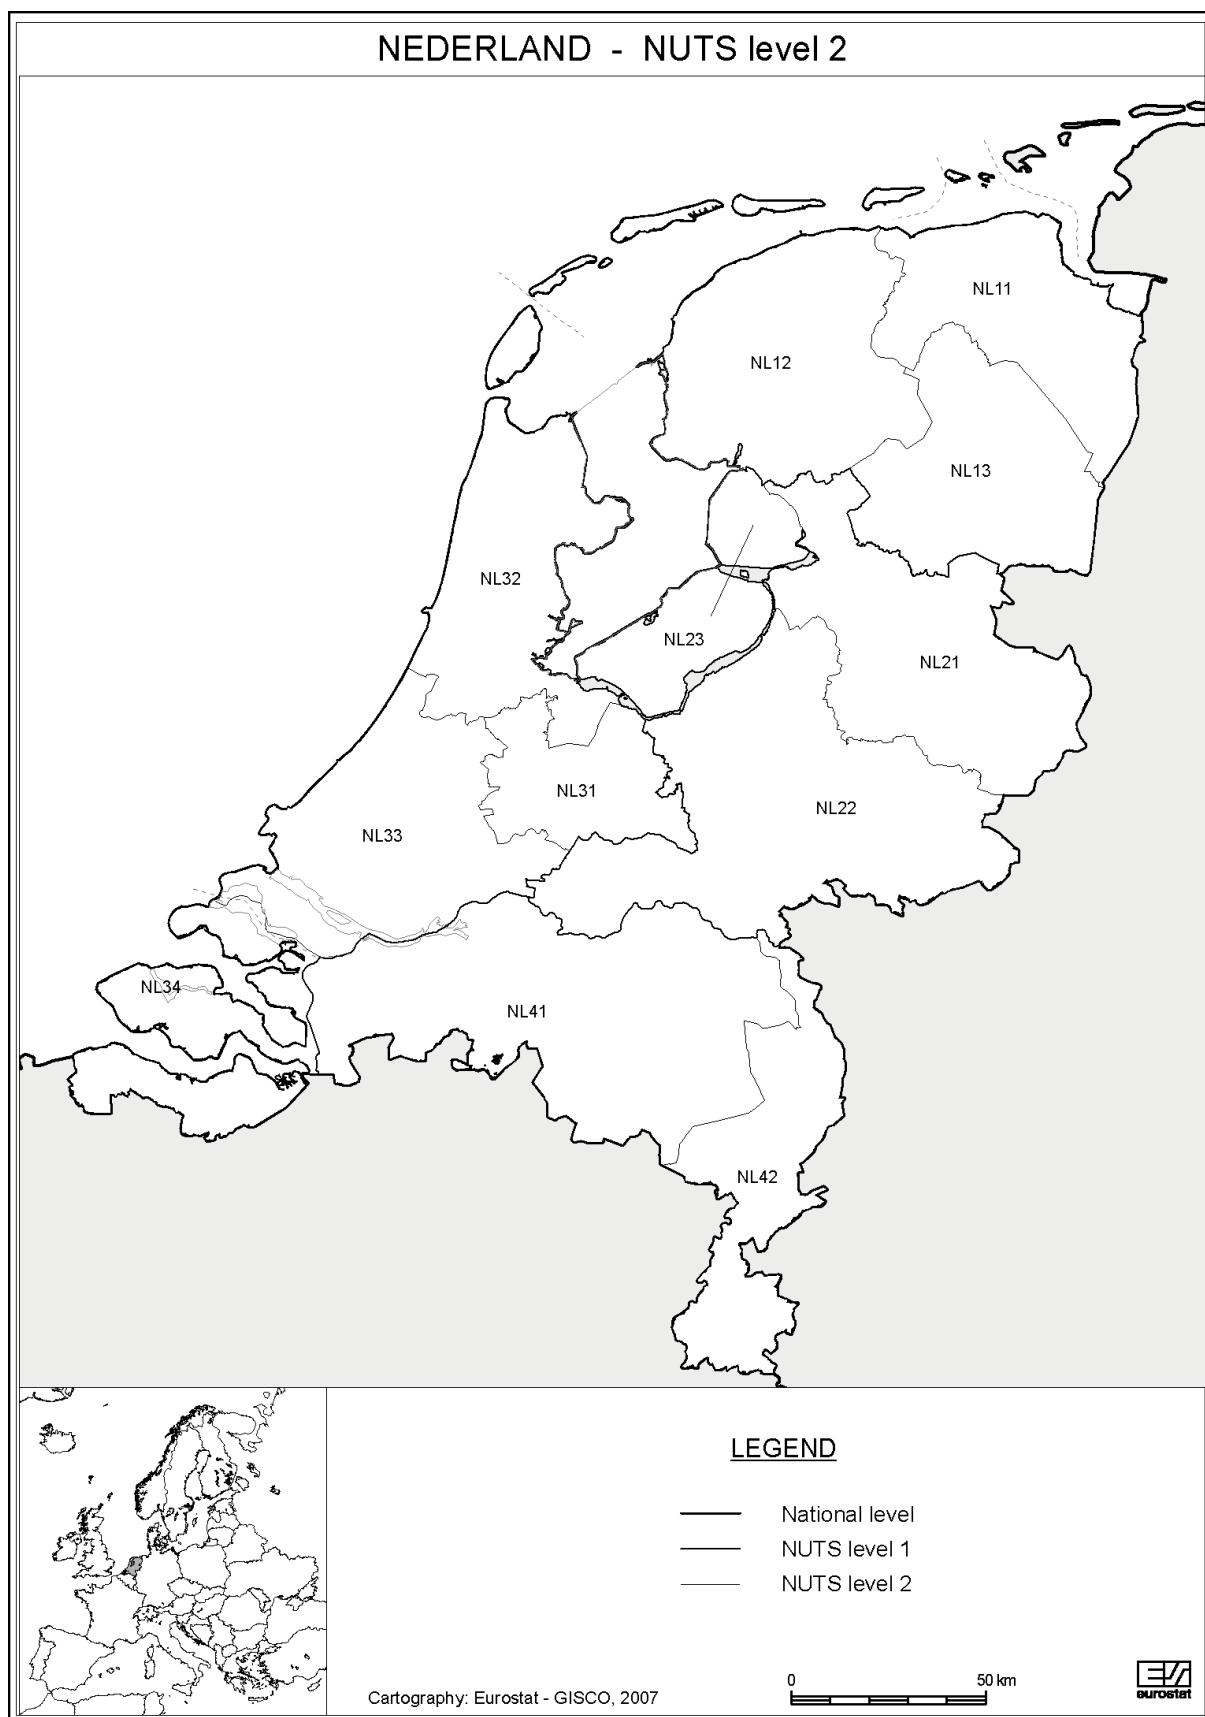 NEDERLAND - NUTS level 2
NL11
NL12
NL13
NL32
NL23
NL21
NL31
NL22
NL33
NL34
NL41
NL42
LEGEND
National level
NUTS level 1
NUTS level 2
0 50 km
Cartography: Eurostat - GISCO, 2007
eurostat